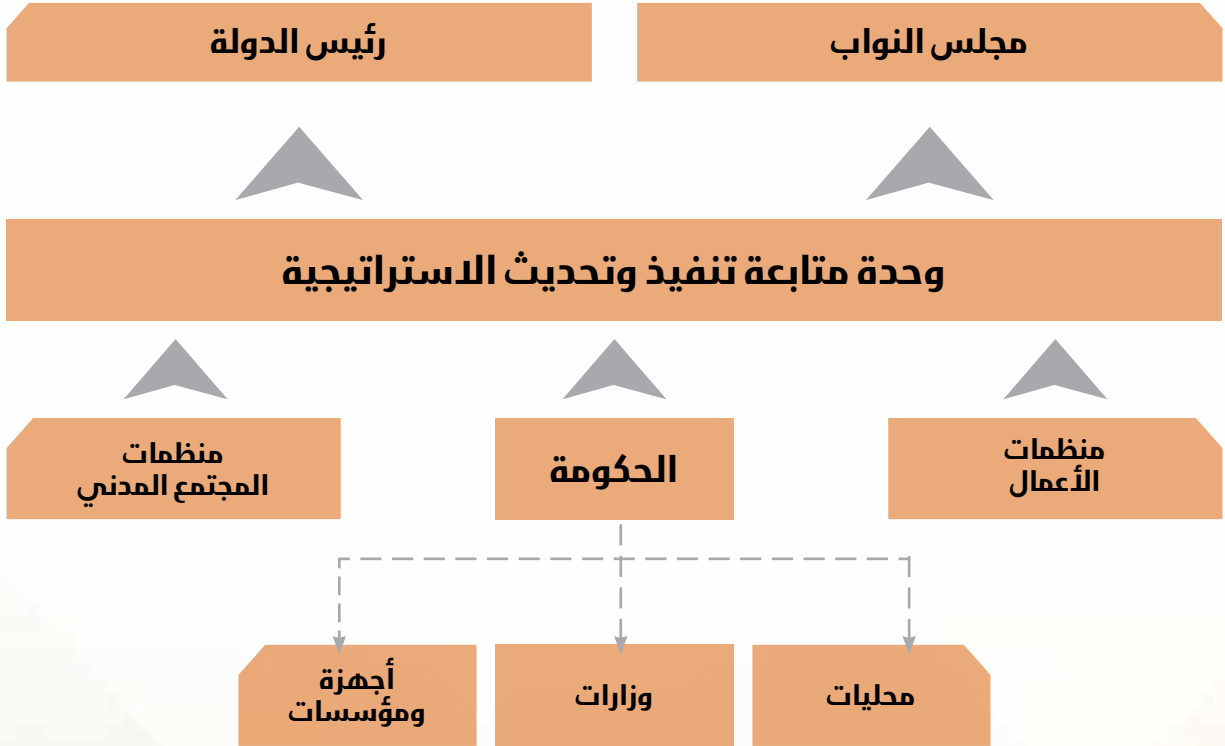 مجلس النواب
رئيس الدولة
وحدة متابعة تنفيذ وتحديث الاستراتيجية
منظمات
الأعمال
الحكومة
منظمات
المجتمع المدني
محليات
وزارات
أجهزة
ومؤسسات